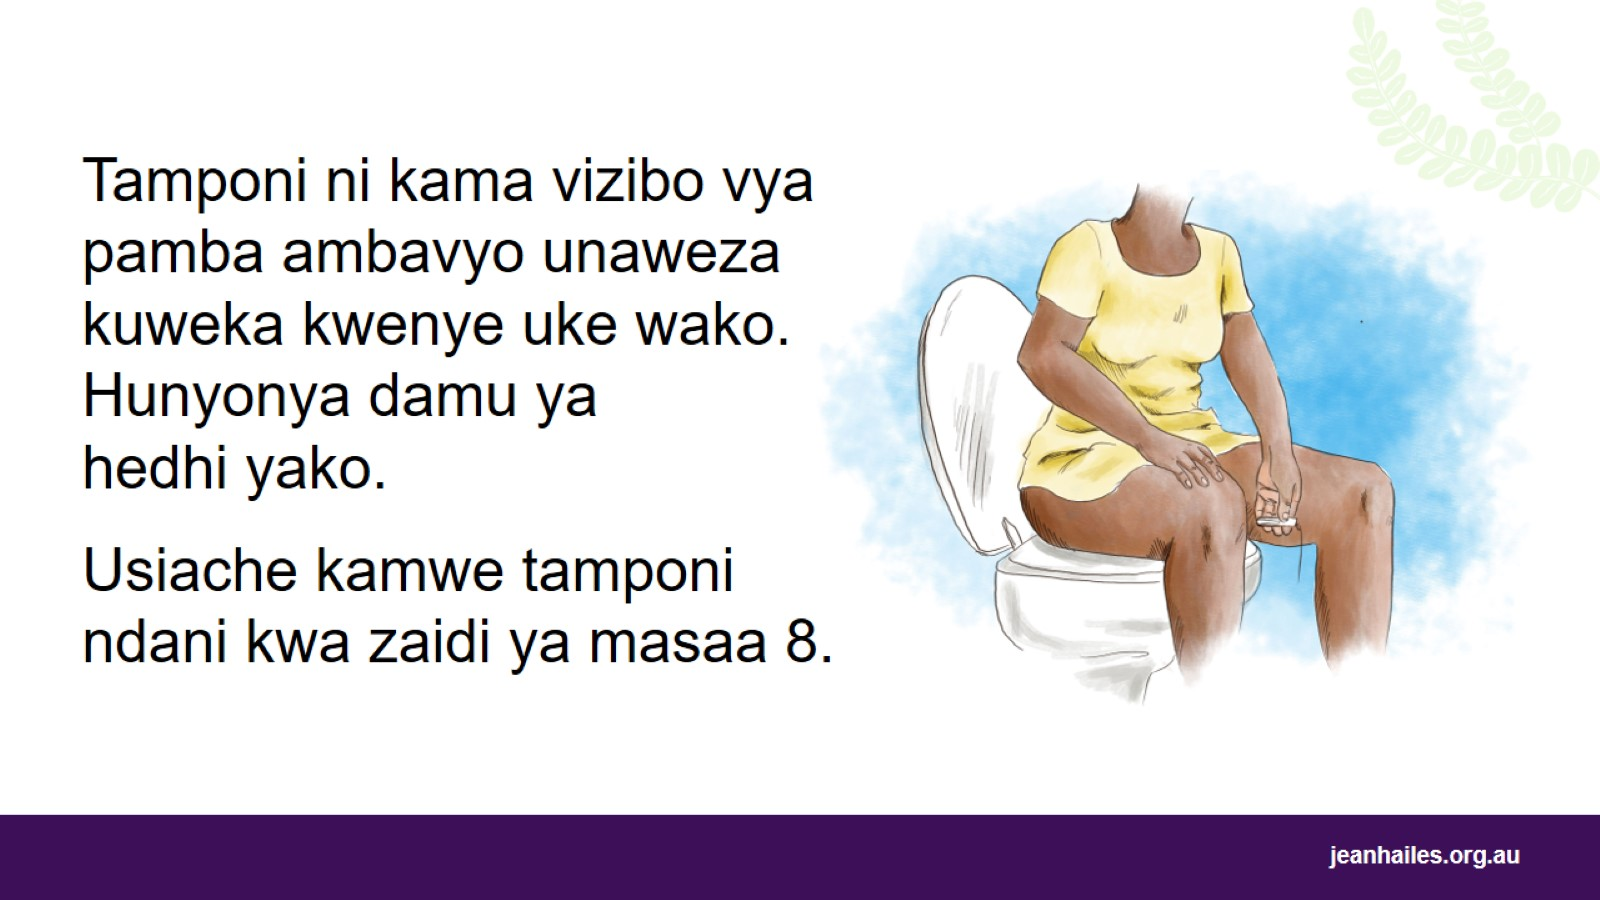 Tamponi ni kama vizibo vya
pamba ambavyo unaweza
kuweka kwenye uke wako.
Hunyonya damu ya
hedhi yako.
Usiache kamwe tamponi
ndani kwa zaidi ya masaa 8.
jeanhailes.org.au